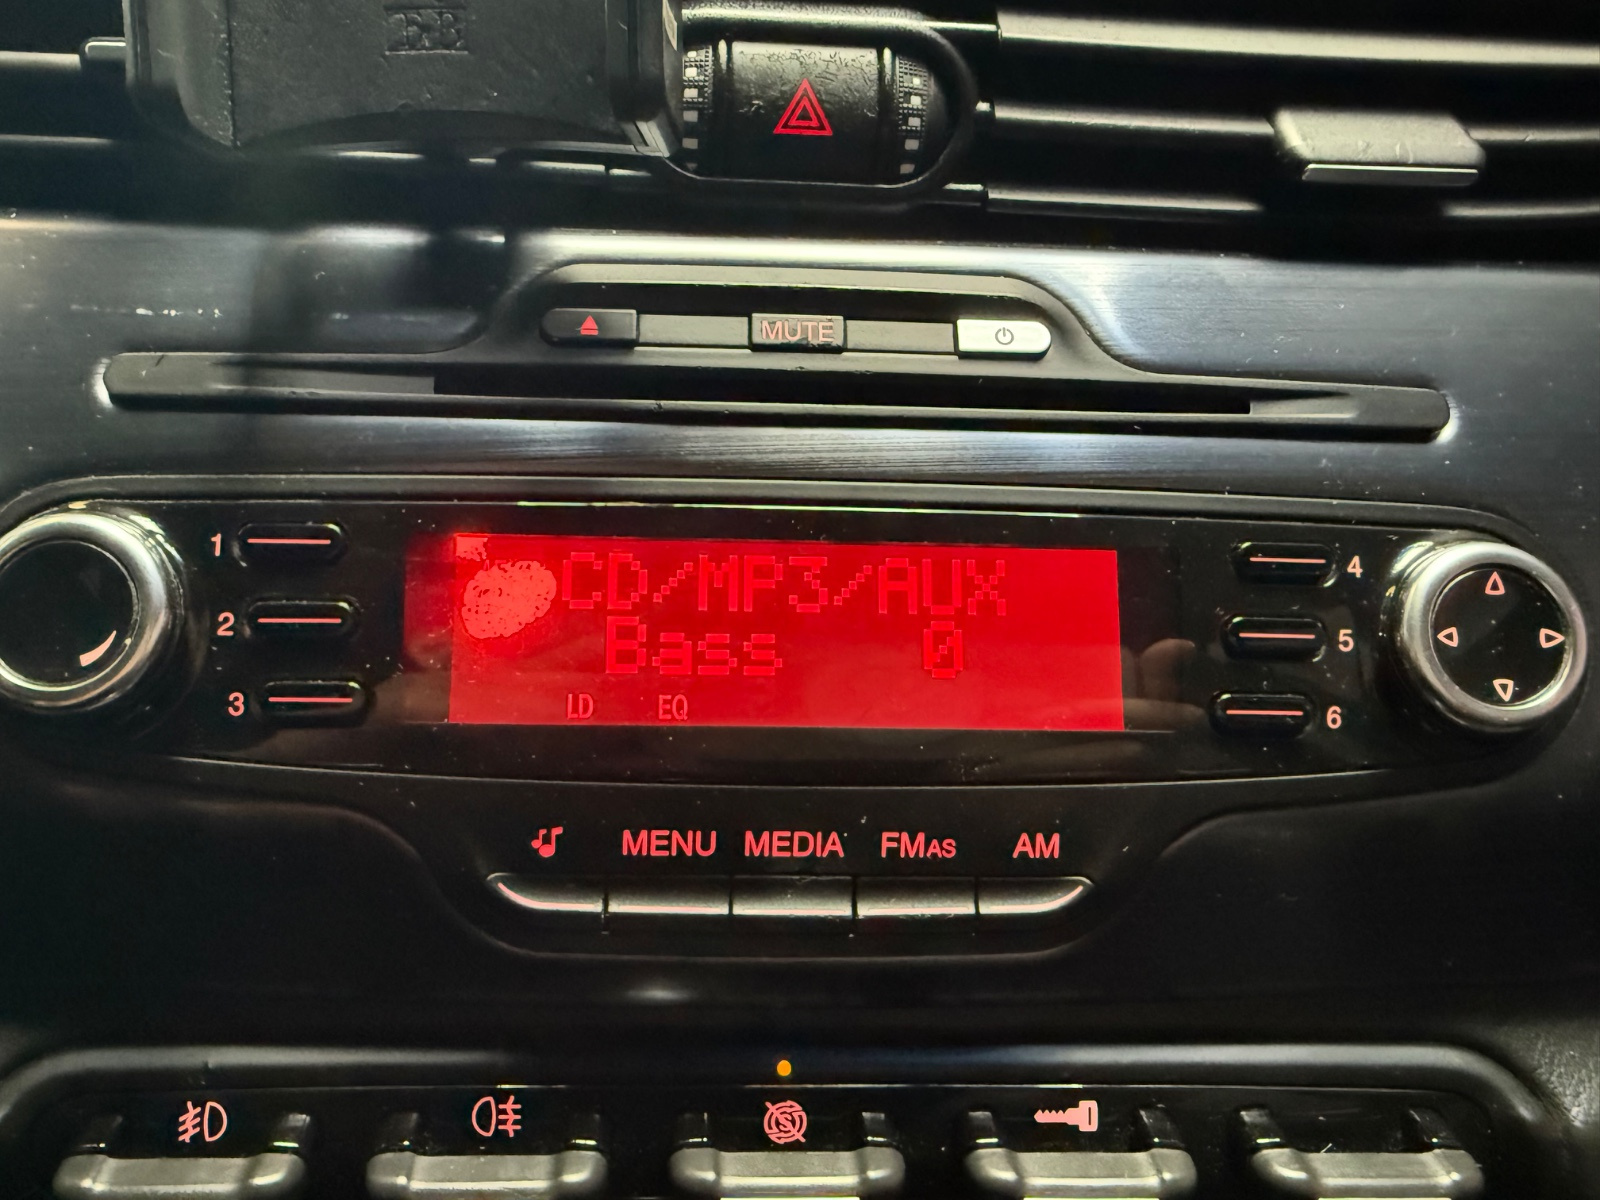 MUTE
1
CD/MP3/AUX
4
2
Bass 0
5
3
LD EQ
6
MENU MEDIA FMAS AM